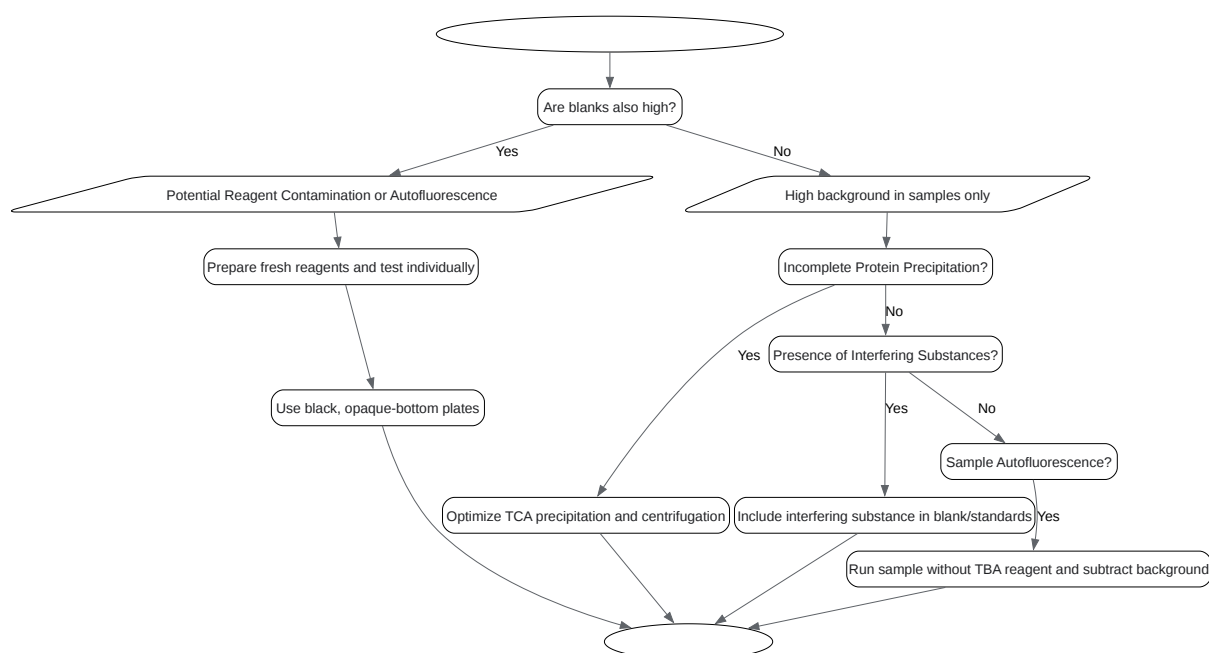 Are blanks also high?
Yes
No
Potential Reagent Contamination or Autofluorescence
High background in samples only
Prepare fresh reagents and test individually
Incomplete Protein Precipitation?
No
Yes
Presence of Interfering Substances?
Use black, opaque-bottom plates
Yes
No
Sample Autofluorescence?
Optimize TCA precipitation and centrifugation
Include interfering substance in blank/standards
Yes
Run sample without TBA reagent and subtract background